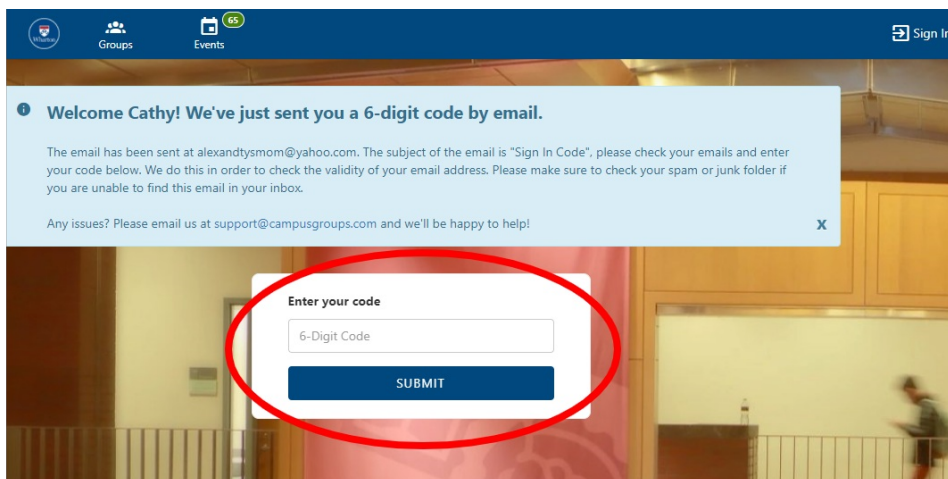 65
Wharton
Groups
Events
Sign In
Welcome Cathy! We've just sent you a 6-digit code by email.
The email has been sent at alexandtysmom@yahoo.com. The subject of the email is "Sign In Code", please check your emails and enter
your code below. We do this in order to check the validity of your email address. Please make sure to check your spam or junk folder if
you are unable to find this email in your inbox.
Any issues? Please email us at support@campusgroups.com and we'll be happy to help!
X
Enter your code
6-Digit Code
SUBMIT